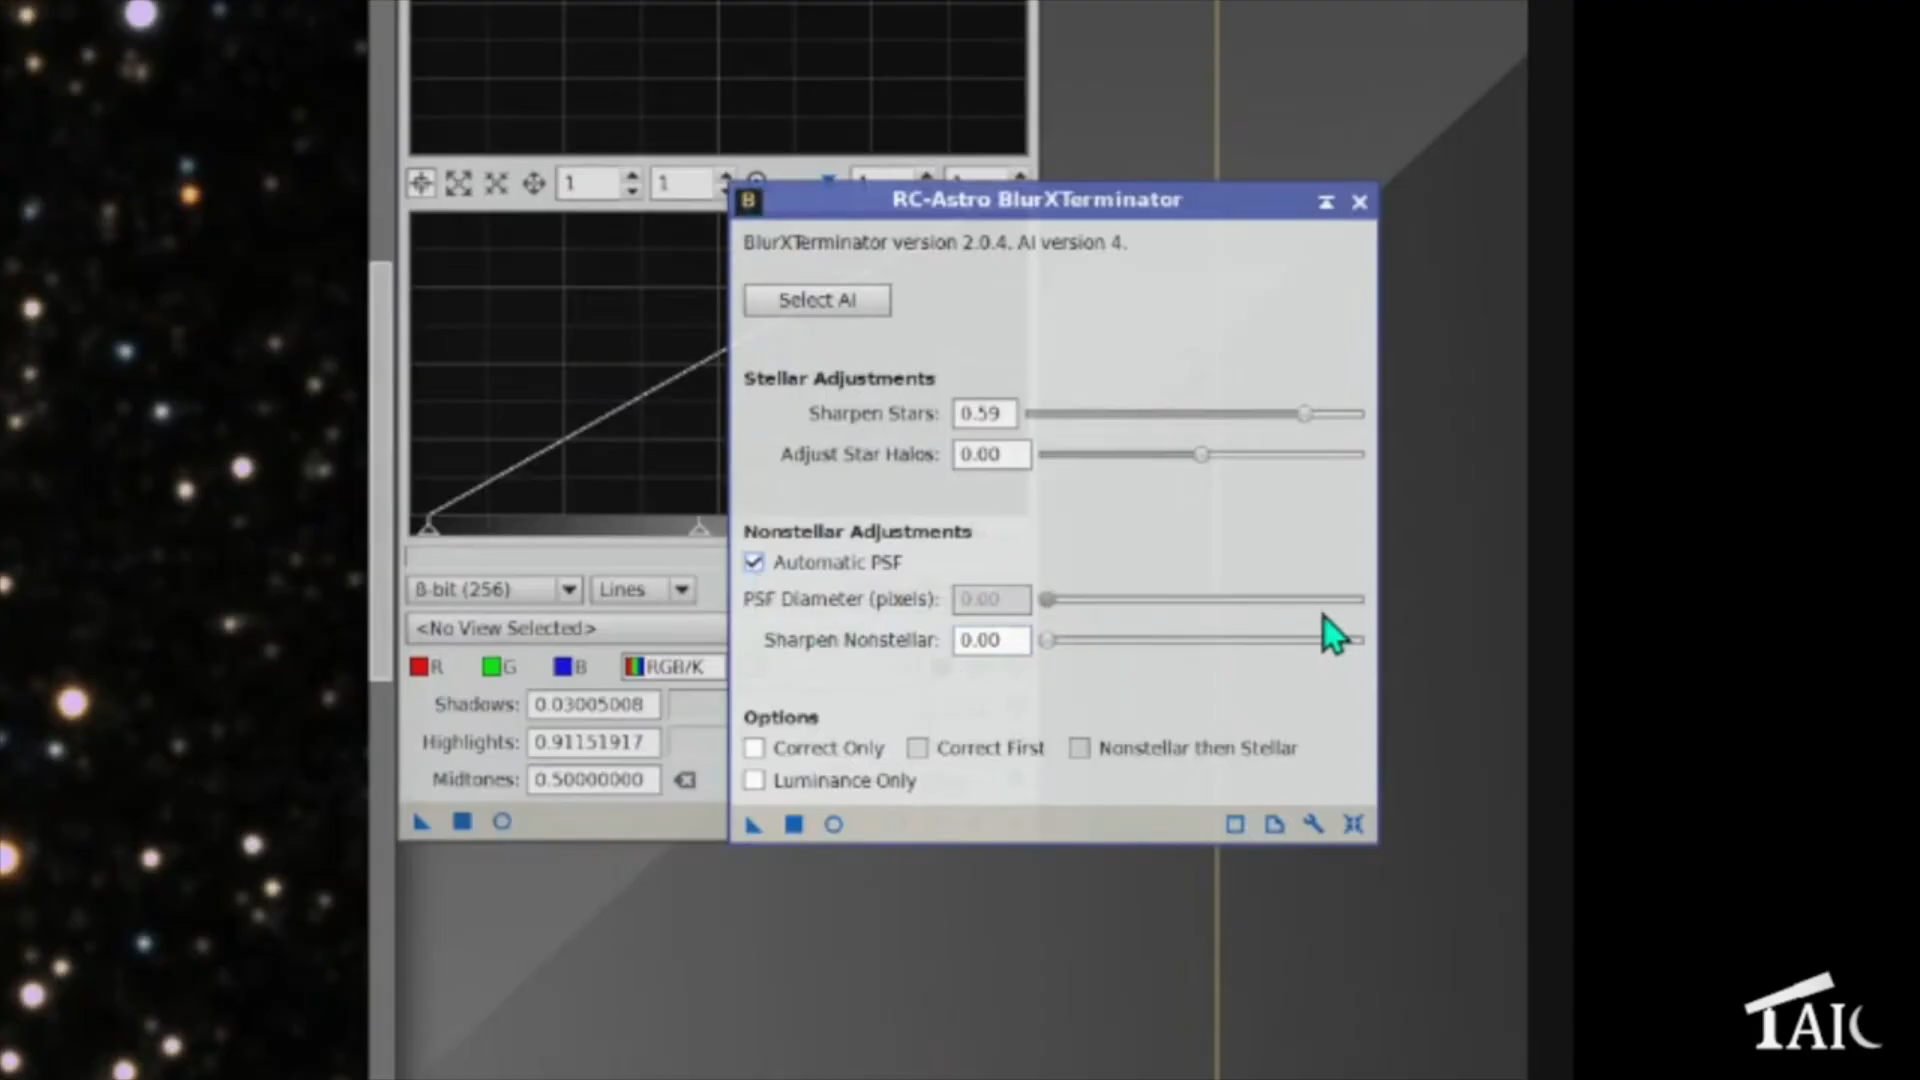 1
1
B
RC-Astro BlurXTerminator
BlurXTerminator version 2.0.4. AI version 4.
Select AI
Stellar Adjustments
Sharpen Stars: 0.59
Adjust Star Halos: 0.00
Nonstellar Adjustments
Automatic PSF
PSF Diameter (pixels): 0.00
Sharpen Nonstellar: 0.00
Options
Correct Only Correct First Nonstellar then Stellar
Luminance Only
8-bit (256) Lines
<No View Selected>
R G B RGB/K
Shadows: 0.03005008
Highlights: 0.91151917
Midtones: 0.50000000
TAIC